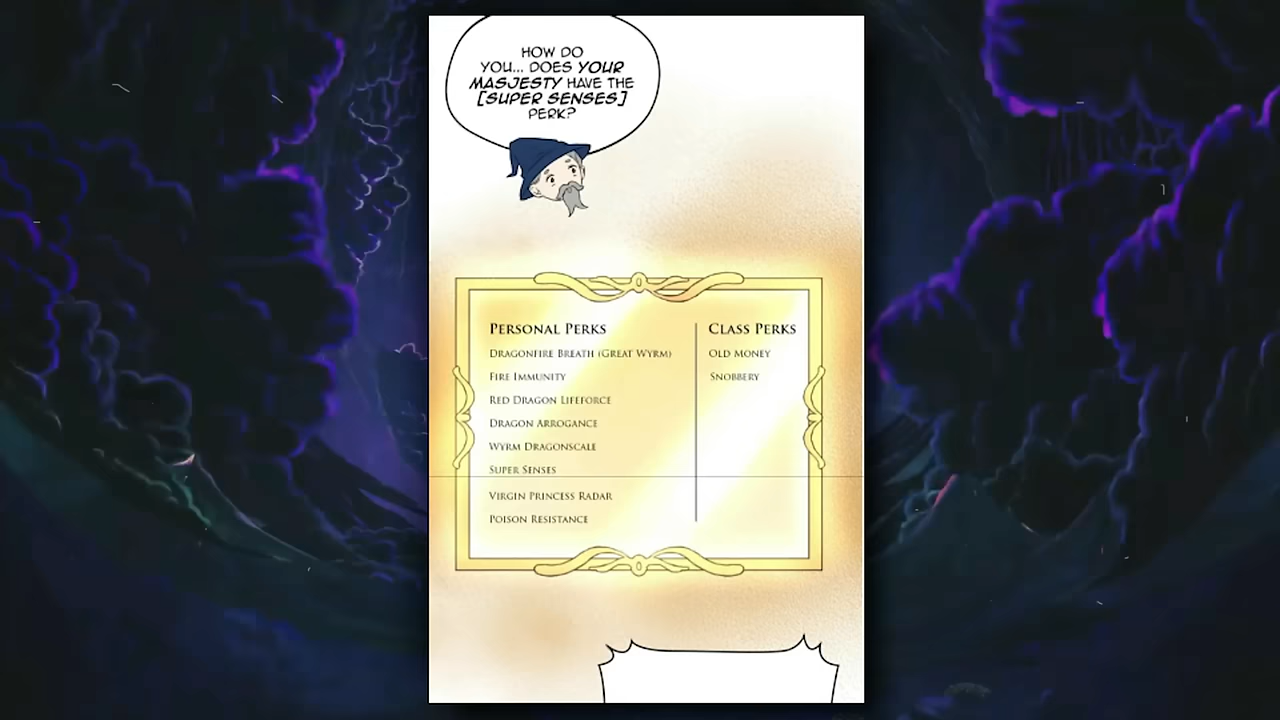 HOW DO
YOU... DOES YOUR
MASJESTY HAVE THE
[SUPER SENSES]
PERK?
PERSONAL PERKS
DRAGONFIRE BREATH (GREAT WYRM)
FIRE IMMUNITY
RED DRAGON LIFEFORCE
DRAGON ARROGANCE
WYRM DRAGONSCALE
SUPER SENSES
VIRGIN PRINCESS RADAR
POISON RESISTANCE
CLASS PERKS
OLD MONEY
SNOBBERY